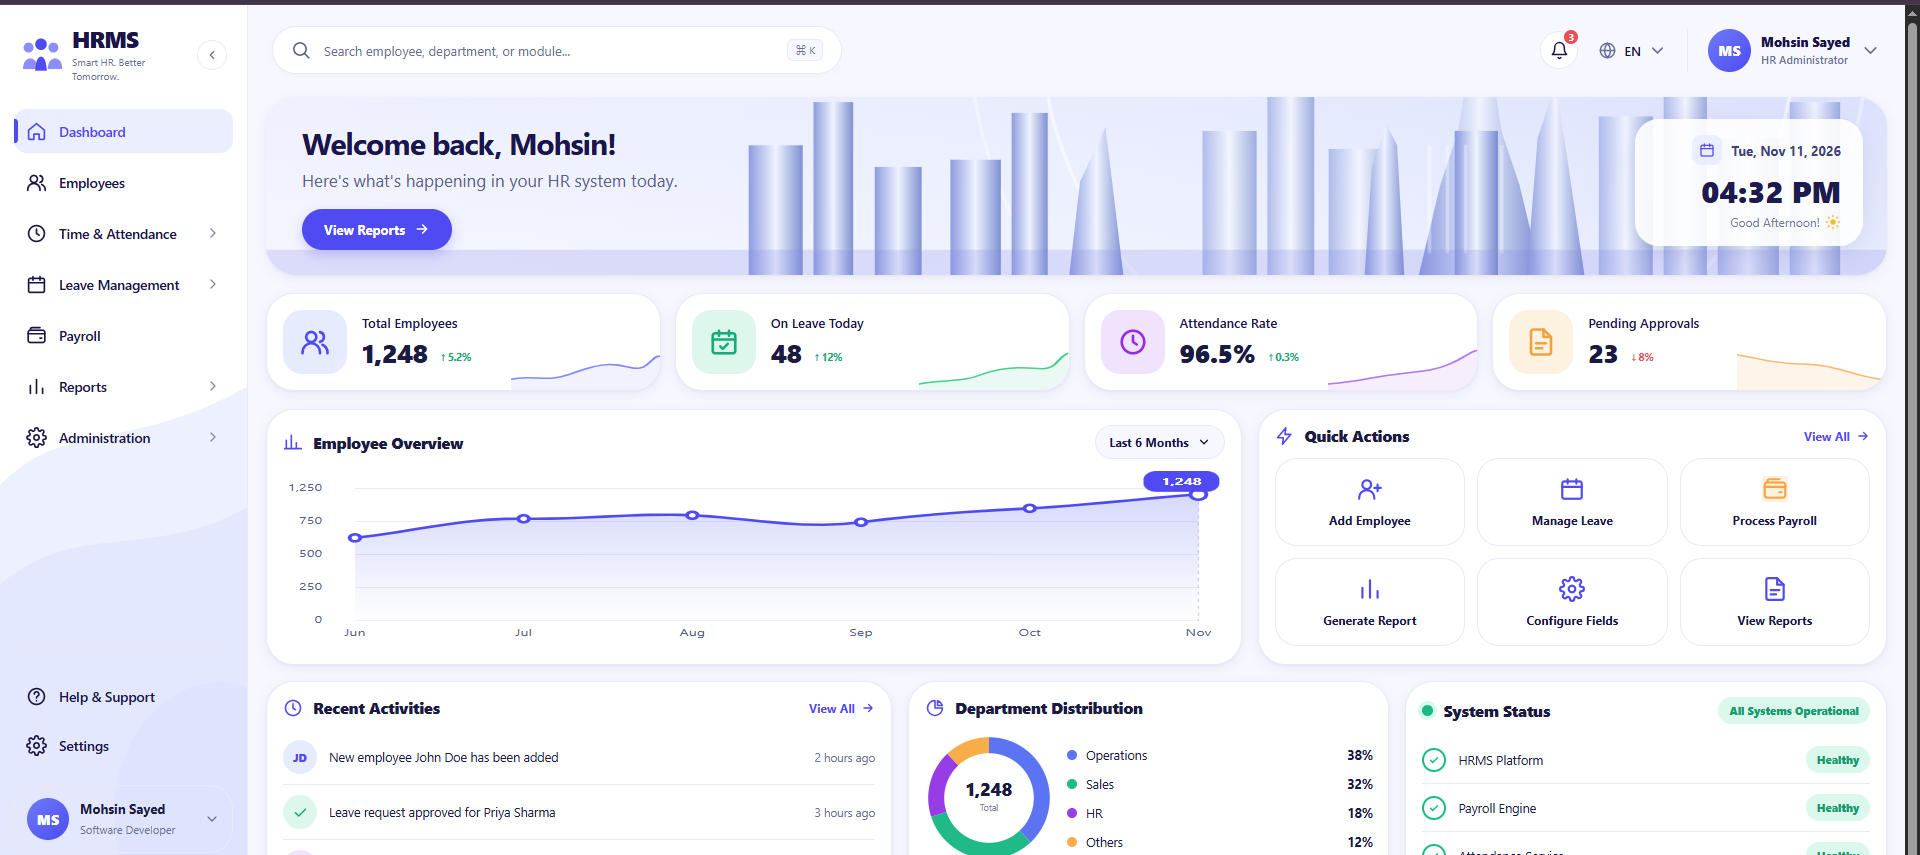 HRMS
Smart HR. Better
Tomorrow.
Dashboard
Employees
Time & Attendance
Leave Management
Payroll
Reports
Administration
Help & Support
Settings
MS
Mohsin Sayed
Software Developer
Search employee, department, or module...
⌘ K
3
EN
MS
Mohsin Sayed
HR Administrator
Welcome back, Mohsin!
Here's what's happening in your HR system today.
View Reports →
Tue, Nov 11, 2026
04:32 PM
Good Afternoon!
Total Employees
1,248 ↑ 5.2%
On Leave Today
48 ↑ 12%
Attendance Rate
96.5% ↑ 0.3%
Pending Approvals
23 ↓ 8%
Employee Overview
Last 6 Months
1,248
1,250
750
500
250
0
Jun Jul Aug Sep Oct Nov
Quick Actions
View All →
Add Employee
Manage Leave
Process Payroll
Generate Report
Configure Fields
View Reports
Recent Activities
View All →
JD New employee John Doe has been added 2 hours ago
Leave request approved for Priya Sharma 3 hours ago
Department Distribution
1,248
Total
Operations 38%
Sales 32%
HR 18%
Others 12%
System Status
All Systems Operational
HRMS Platform Healthy
Payroll Engine Healthy